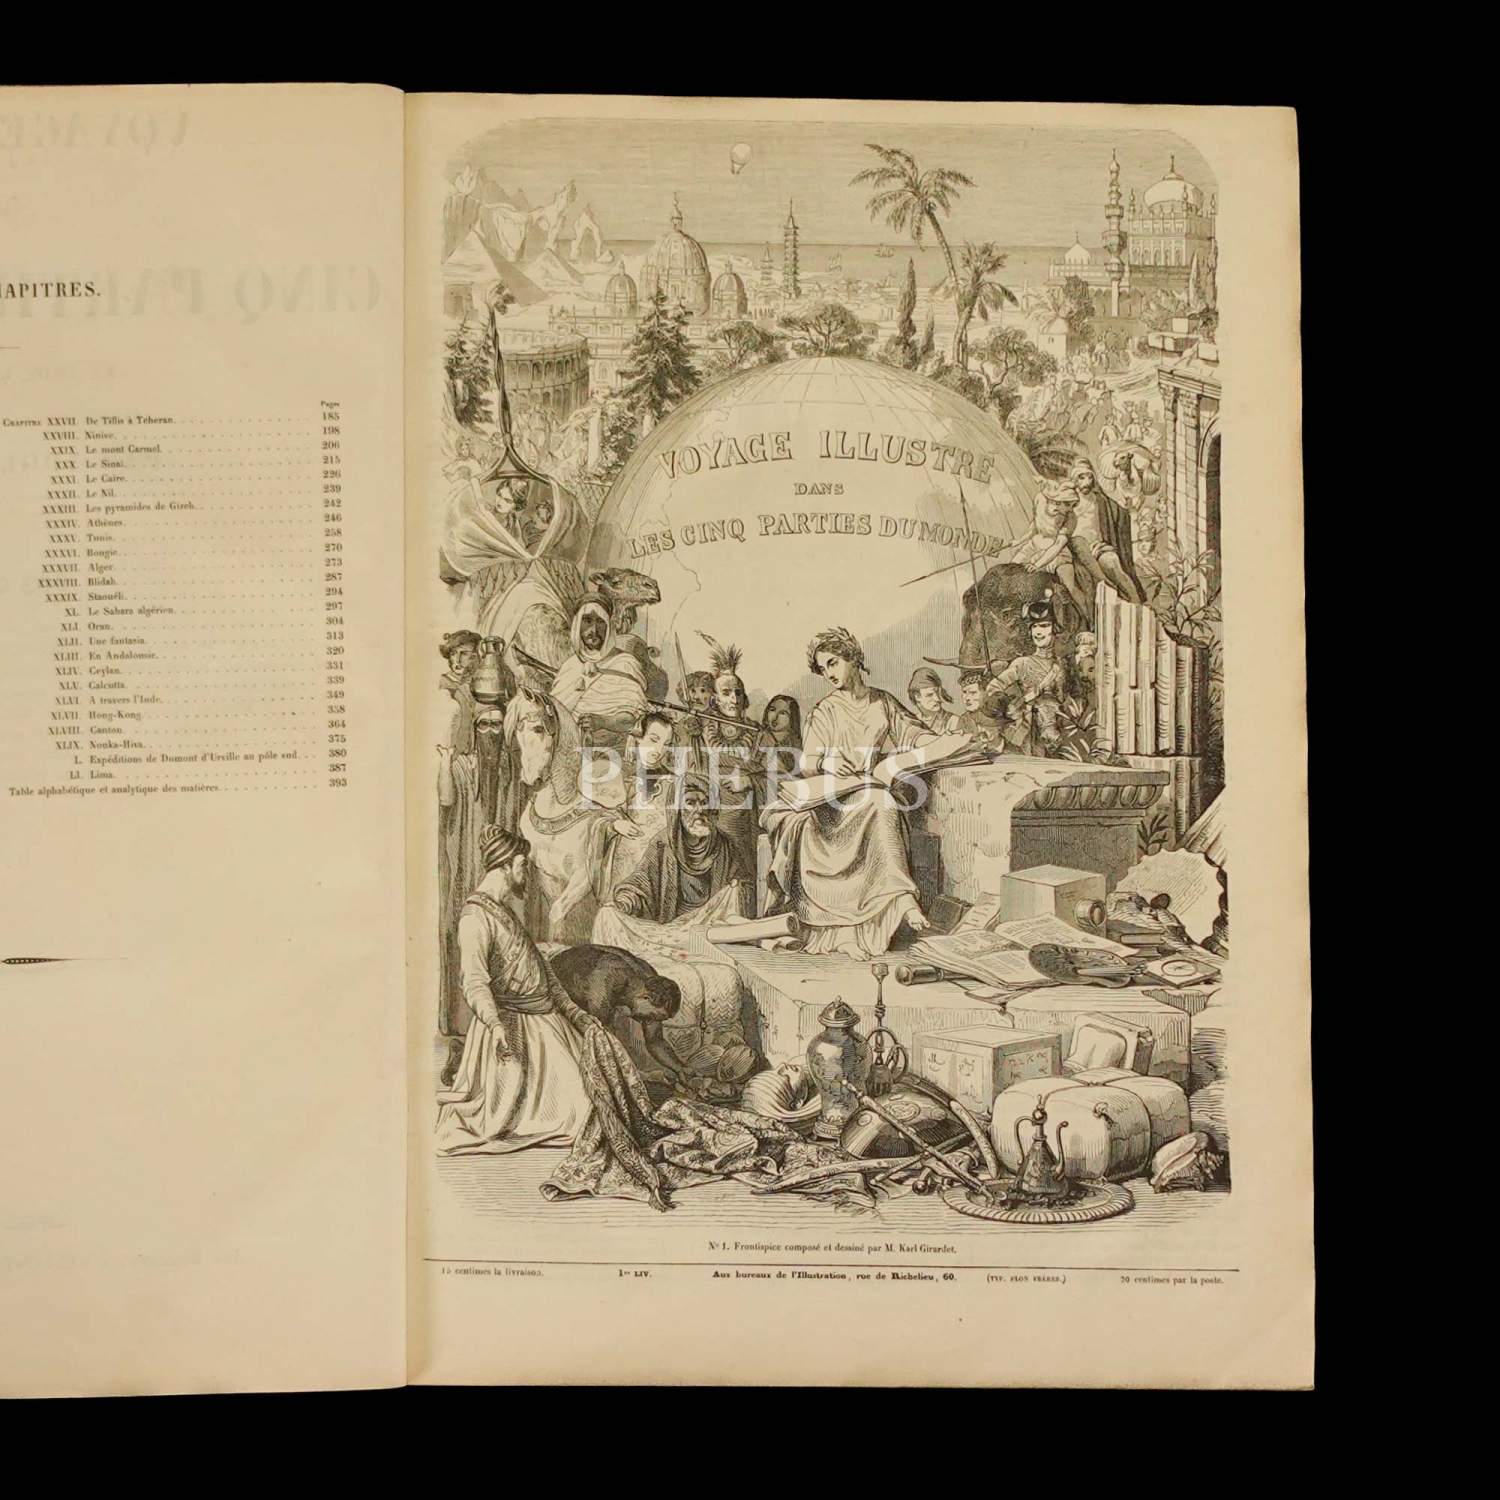 CHAPITRES.
Pages
CHAPITRE XXVII. De Tiflis à Teheran. 185
XXVIII. Ninive. 198
XXIX. Le mont Carmel. 206
XXX. Le Sinaï. 215
XXXI. Le Caire. 226
XXXII. Le Nil. 239
XXXIII. Les pyramides de Gizeh. 242
XXXIV. Athènes. 246
XXXV. Tunis. 258
XXXVI. Bougie. 270
XXXVII. Alger. 273
XXXVIII. Blidah. 287
XXXIX. Staouéli. 294
XL. Le Sahara algérien. 297
XLI. Oran. 304
XLII. Une fantasia. 313
XLIII. En Andalousie. 320
XLIV. Ceylan. 331
XLV. Calcutta. 339
XLVI. A travers l'Inde. 349
XLVII. Hong-Kong. 358
XLVIII. Canton. 364
XLIX. Nouka-Hiva. 375
L. Expéditions de Dumont d'Urville au pôle sud. 380
LI. Lima. 387
Table alphabétique et analytique des matières. 393
VOYAGE ILLUSTRÉ
DANS
LES CINQ PARTIES DU MONDE
PHEBUS
No 1. Frontispice composé et dessiné par M. Karl Girardet.
15 centimes la livraison. 1re LIV. Aux bureaux de l'Illustration, rue de Richelieu, 60. (TYP. PLON FRÈRES.) 20 centimes par la poste.